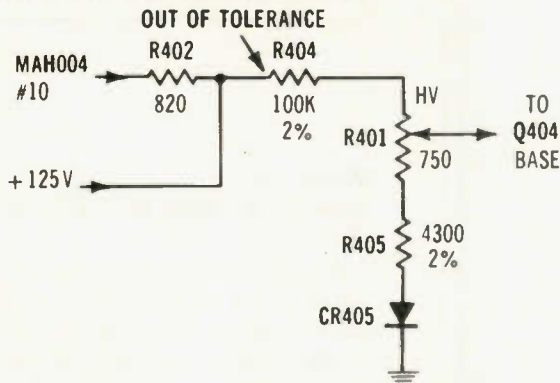 OUT OF TOLERANCE
R402
R404
MAH004
#10
820
100K
2%
HV
R401
750
TO
Q404
BASE
+125V
R405
4300
2%
CR405